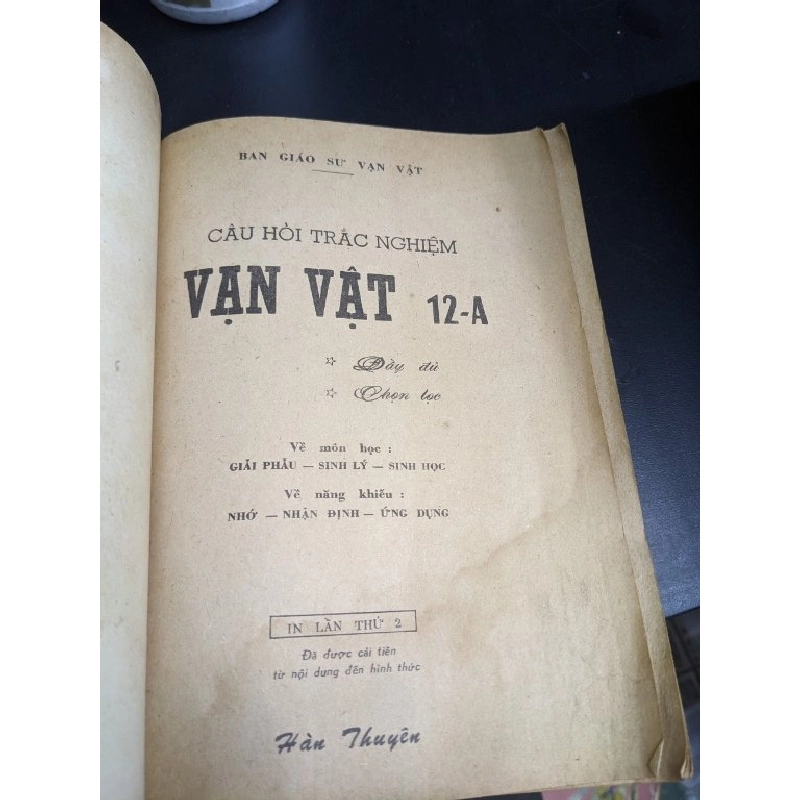 BAN GIÁO SƯ VẠN VẬT
CÂU HỎI TRẮC NGHIỆM
VẠN VẬT 12-A
Đầy đủ
Chọn lọc
Về môn học :
GIẢI PHẨU — SINH LÝ — SINH HỌC
Về năng khiếu :
NHỚ — NHẬN ĐỊNH — ỨNG DỤNG
IN LẦN THỨ 2
Đã được cải tiến
từ nội dung đến hình thức
Hàn Thuyên